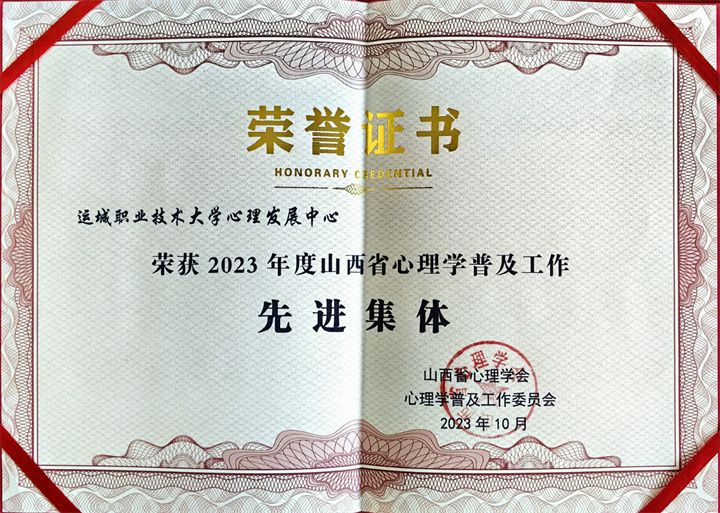 荣誉证书
HONORARY CREDENTIAL
运城职业技术大学心理发展中心
荣获 2023 年度山西省心理学普及工作
先进集体
山西省心理学会
心理学普及工作委员会
2023 年 10 月